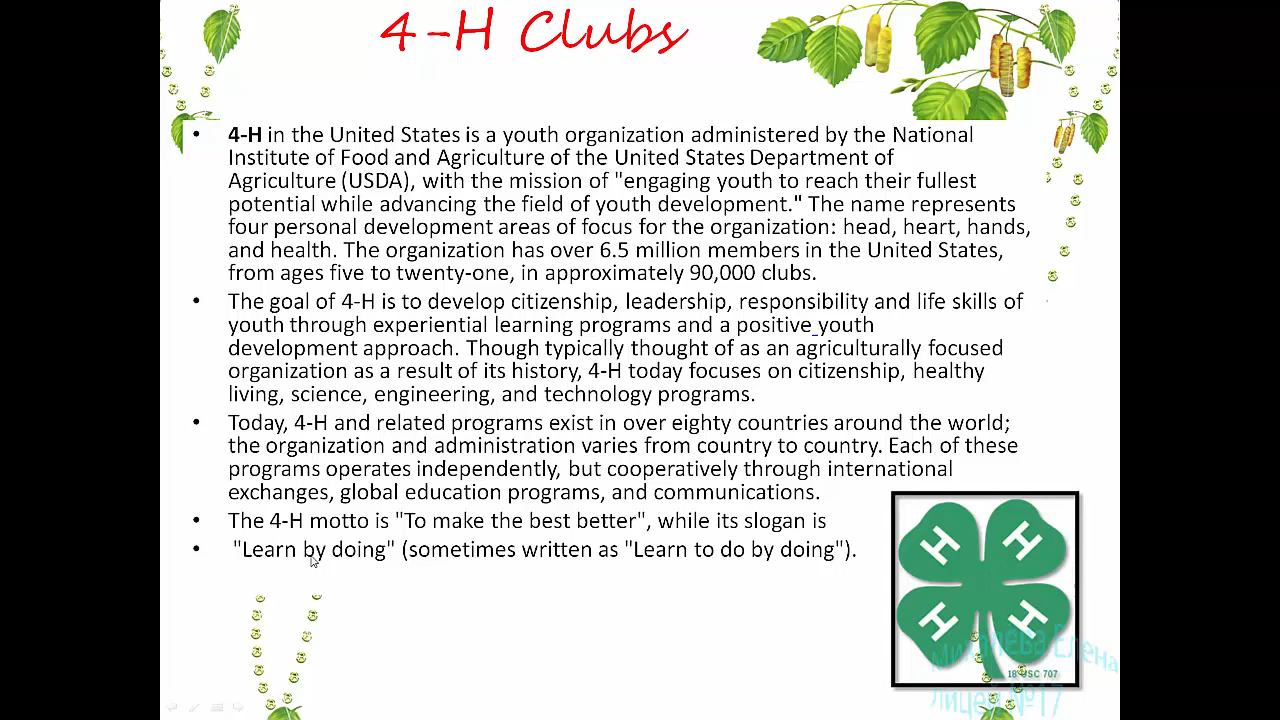 4-H Clubs
• 4-H in the United States is a youth organization administered by the National
Institute of Food and Agriculture of the United States Department of
Agriculture (USDA), with the mission of "engaging youth to reach their fullest
potential while advancing the field of youth development." The name represents
four personal development areas of focus for the organization: head, heart, hands,
and health. The organization has over 6.5 million members in the United States,
from ages five to twenty-one, in approximately 90,000 clubs.
• The goal of 4-H is to develop citizenship, leadership, responsibility and life skills of
youth through experiential learning programs and a positive youth
development approach. Though typically thought of as an agriculturally focused
organization as a result of its history, 4-H today focuses on citizenship, healthy
living, science, engineering, and technology programs.
• Today, 4-H and related programs exist in over eighty countries around the world;
the organization and administration varies from country to country. Each of these
programs operates independently, but cooperatively through international
exchanges, global education programs, and communications.
• The 4-H motto is "To make the best better", while its slogan is
• "Learn by doing" (sometimes written as "Learn to do by doing").
H H
H H
18 USC 707
Михалева Елена
Лицей №17